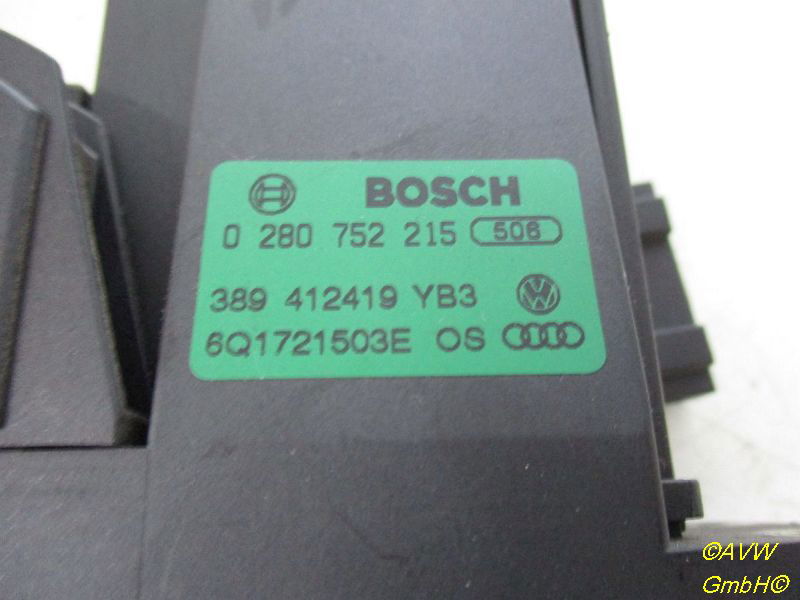 BOSCH
0 280 752 215 506
389 412419 YB3
6Q1721503E OS
©AVW
GmbH©